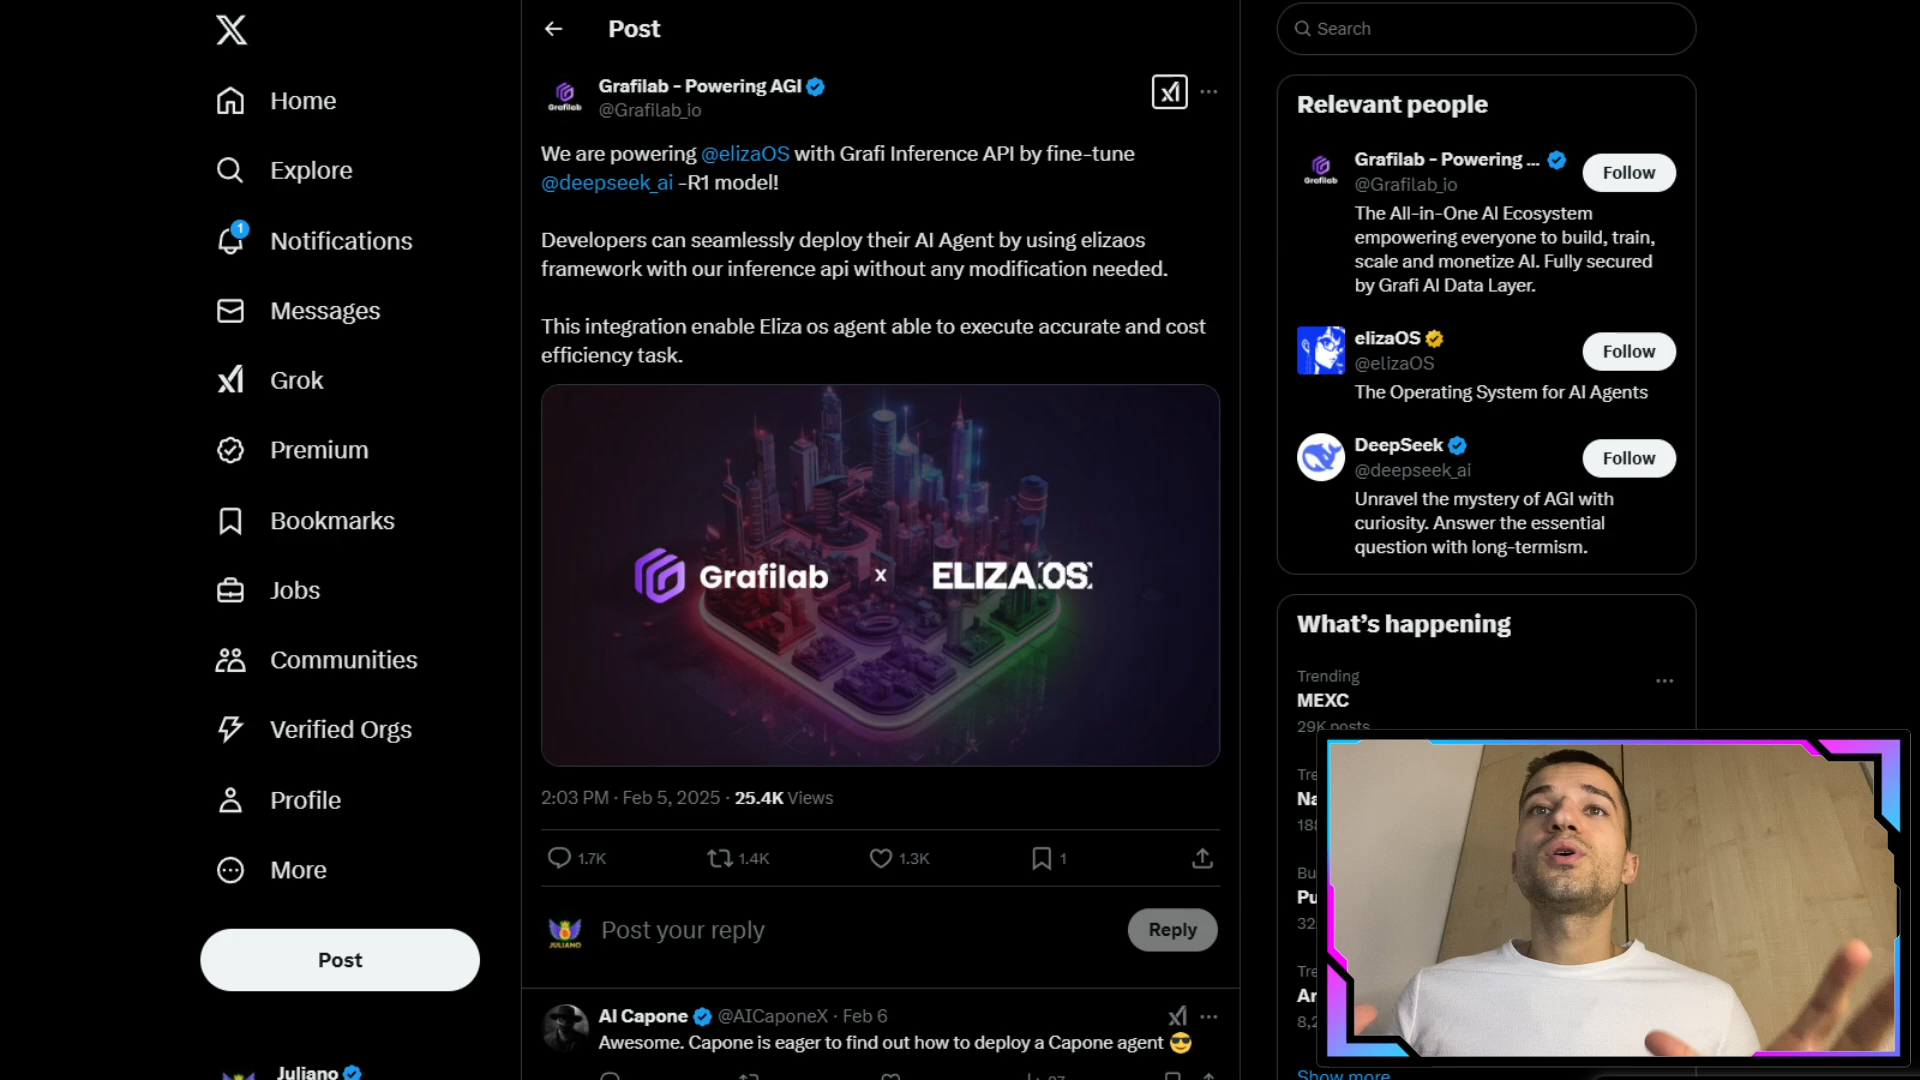 Home
Explore
1
Notifications
Messages
Grok
Premium
Bookmarks
Jobs
Communities
Verified Orgs
Profile
More
Post
Juliano
Post
Grafilab - Powering AGI
@Grafilab_io
Grafilab
We are powering @elizaOS with Grafi Inference API by fine-tune
@deepseek_ai -R1 model!
Developers can seamlessly deploy their AI Agent by using elizaos
framework with our inference api without any modification needed.
This integration enable Eliza os agent able to execute accurate and cost
efficiency task.
Grafilab x ELIZA OS
2:03 PM · Feb 5, 2025 · 25.4K Views
1.7K 1.4K 1.3K 1
JULIANO
Post your reply
Reply
AI Capone @AICaponeX · Feb 6
Awesome. Capone is eager to find out how to deploy a Capone agent 😎
Search
Relevant people
Grafilab
Grafilab - Powering ...
@Grafilab_io
Follow
The All-in-One AI Ecosystem
empowering everyone to build, train,
scale and monetize AI. Fully secured
by Grafi AI Data Layer.
elizaOS
@elizaOS
Follow
The Operating System for AI Agents
DeepSeek
@deepseek_ai
Follow
Unravel the mystery of AGI with
curiosity. Answer the essential
question with long-termism.
What's happening
Trending
MEXC
29K posts
Show more